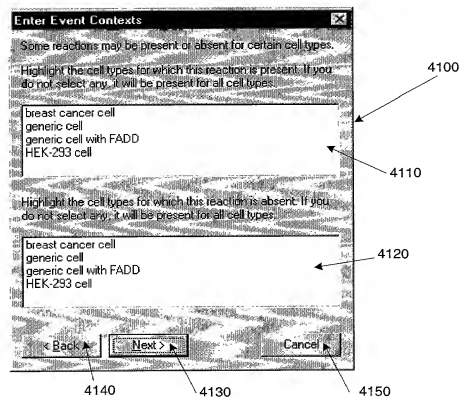 Enter Event Contexts
Some reactions may be present or absent for certain cell types.
Highlight the cell types for which this reaction is present. If you
do not select any, it will be present for all cell types.
4100
breast cancer cell
generic cell
generic cell with FADD
HEK-293 cell
4110
Highlight the cell types for which this reaction is absent. If you
do not select any, it will be present for all cell types.
breast cancer cell
generic cell
generic cell with FADD
HEK-293 cell
4120
< Back
Next >
Cancel
4140
4130
4150